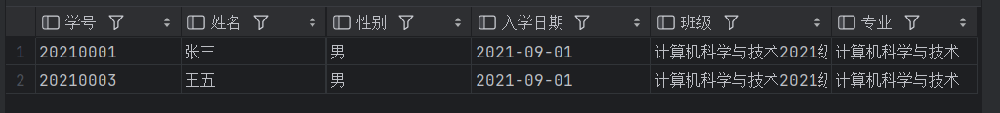 学号 姓名 性别 入学日期 班级 专业
1 20210001 张三 男 2021-09-01 计算机科学与技术2021级 计算机科学与技术
2 20210003 王五 男 2021-09-01 计算机科学与技术2021级 计算机科学与技术